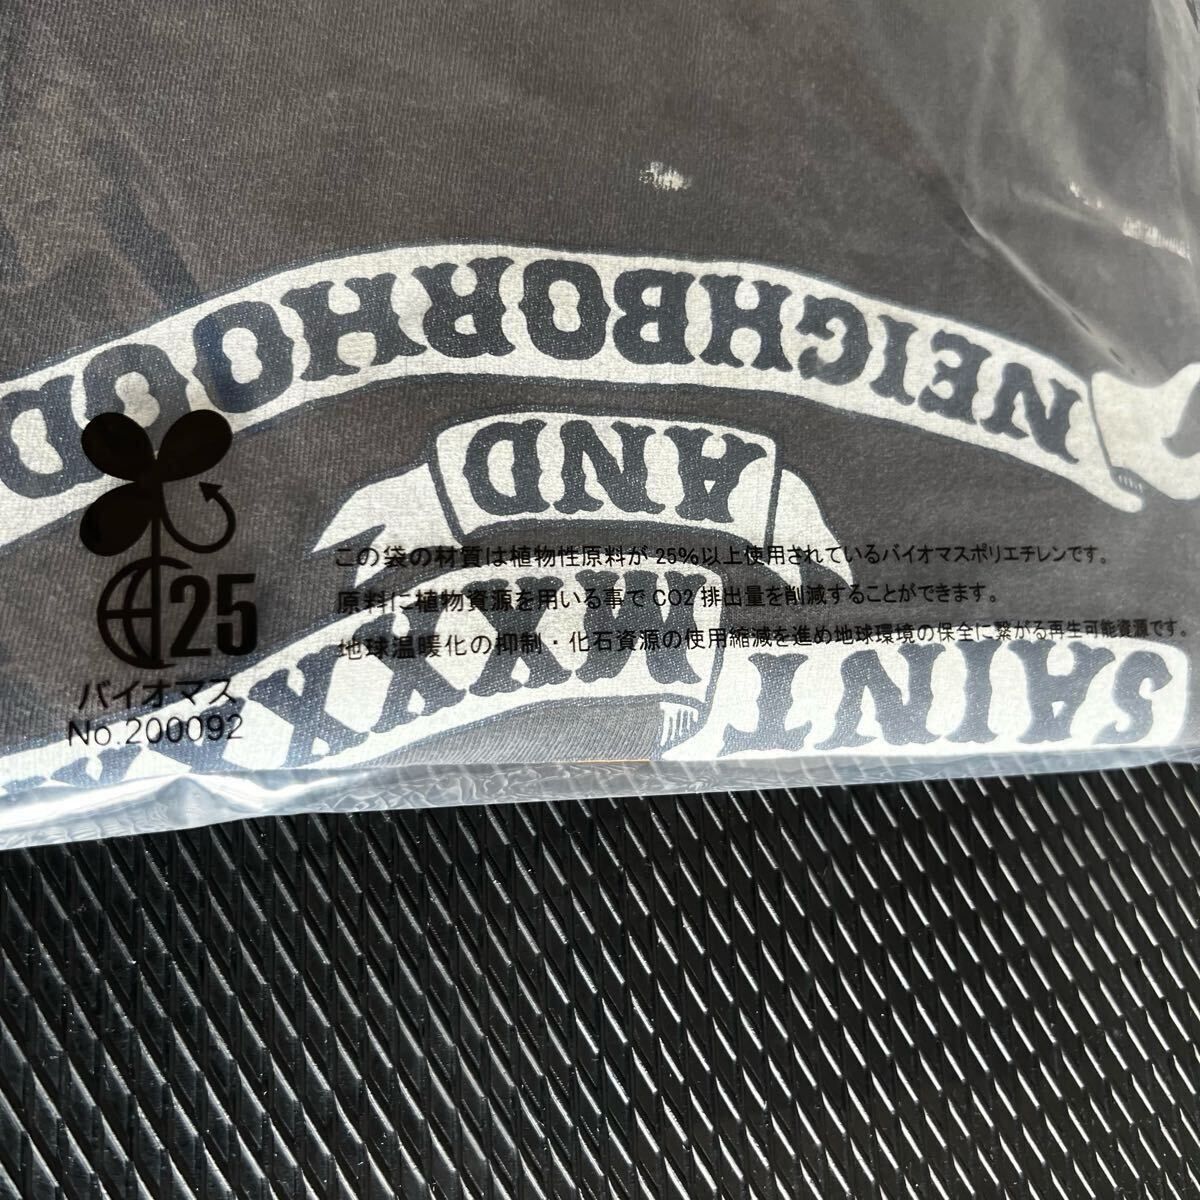 NEIGHBORHOOD
AND
SAINT MXXXXXX
この袋の材質は植物性原料が25%以上使用されているバイオマスポリエチレンです。
原料に植物資源を用いる事でCO2排出量を削減することができます。
地球温暖化の抑制・化石資源の使用縮減を進め地球環境の保全に繋がる再生可能資源です。
25
バイオマス
No.200092